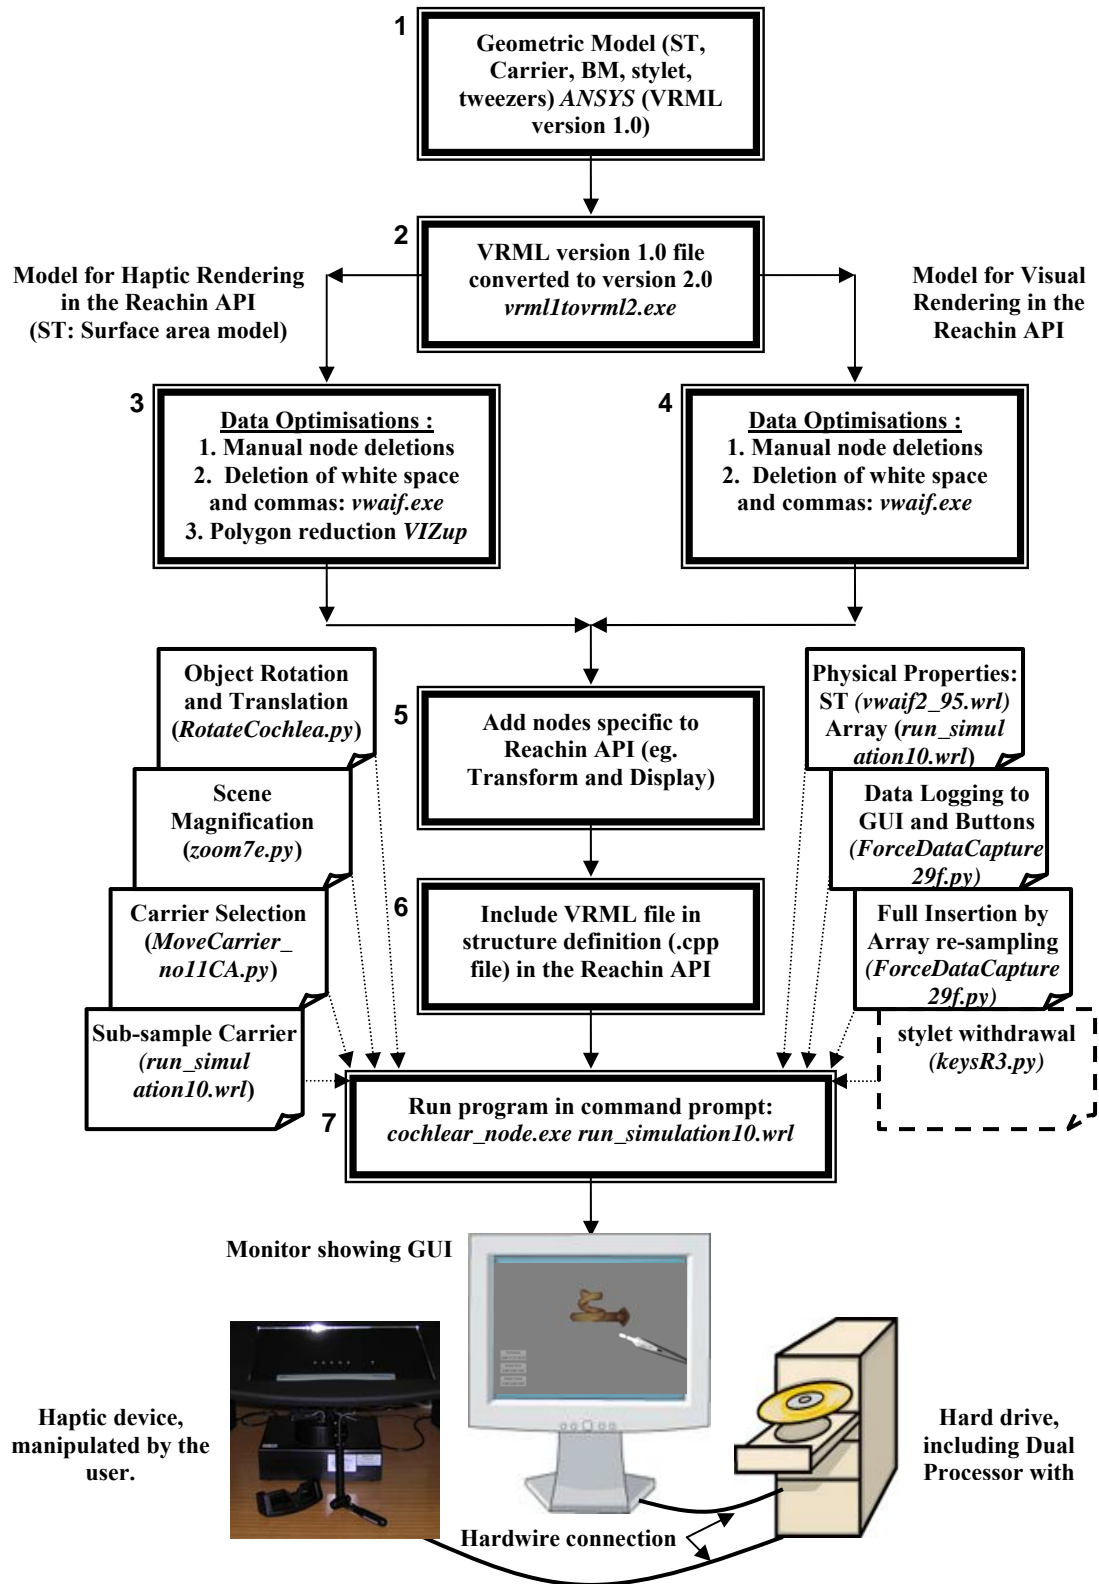 1
Geometric Model (ST,
Carrier, BM, stylet,
tweezers) ANSYS (VRML
version 1.0)
2
VRML version 1.0 file
converted to version 2.0
vrml1tovrml2.exe
Model for Haptic Rendering
in the Reachin API
(ST: Surface area model)
Model for Visual
Rendering in the
Reachin API
3
Data Optimisations :
1. Manual node deletions
2. Deletion of white space
and commas: vwaif.exe
3. Polygon reduction VIZup
4
Data Optimisations :
1. Manual node deletions
2. Deletion of white space
and commas: vwaif.exe
Object Rotation
and Translation
(RotateCochlea.py)
Scene
Magnification
(zoom7e.py)
Carrier Selection
(MoveCarrier_
no11CA.py)
Sub-sample Carrier
(run_simul
ation10.wrl)
5
Add nodes specific to
Reachin API (eg.
Transform and Display)
6
Include VRML file in
structure definition (.cpp
file) in the Reachin API
Physical Properties:
ST (vwaif2_95.wrl)
Array (run_simul
ation10.wrl)
Data Logging to
GUI and Buttons
(ForceDataCapture
29f.py)
Full Insertion by
Array re-sampling
(ForceDataCapture
29f.py)
stylet withdrawal
(keysR3.py)
7
Run program in command prompt:
cochlear_node.exe run_simulation10.wrl
Monitor showing GUI
Haptic device,
manipulated by the
user.
Hard drive,
including Dual
Processor with
Hardwire connection